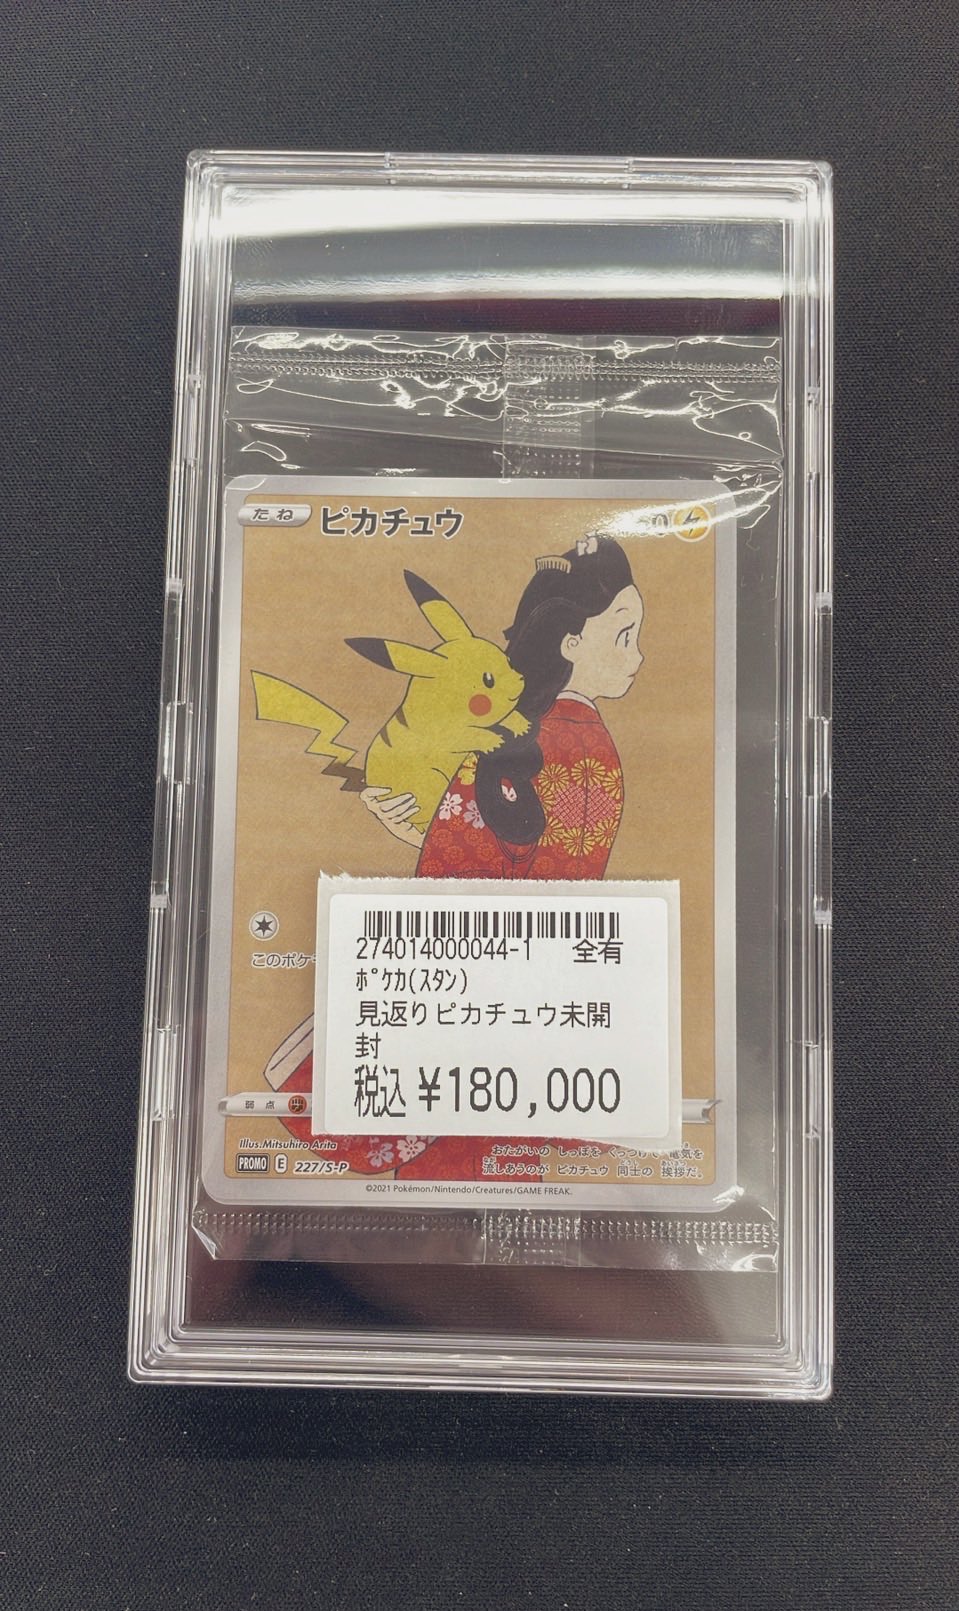 たね ピカチュウ
このポケ
274014000044-1 全有
ﾎﾟｹｶ(ｽﾀﾝ)
見返りピカチュウ未開
封
税込 ¥180,000
弱点
Illus. Mitsuhiro Arita
PROMO E 227/S-P
おたがいの しっぽを くっつけて 電気を
流しあうのが ピカチュウ 同士の 挨拶だ。
©2021 Pokémon/Nintendo/Creatures/GAME FREAK.